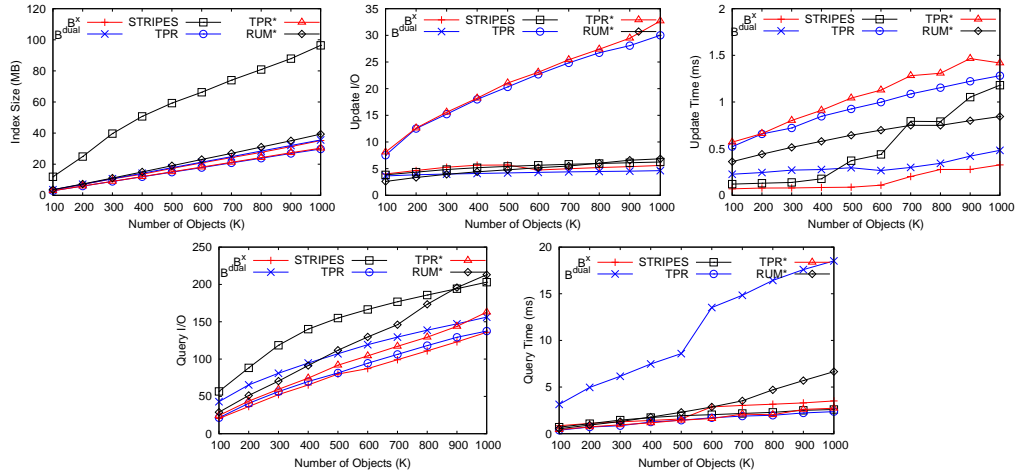 120
100
80
60
40
20
0
Index Size (MB)
B^x
B^dual
STRIPES
TPR
TPR*
RUM*
100 200 300 400 500 600 700 800 900 1000
Number of Objects (K)
35
30
25
20
15
10
5
0
Update I/O
B^x
B^dual
STRIPES
TPR
TPR*
RUM*
100 200 300 400 500 600 700 800 900 1000
Number of Objects (K)
2
1.5
1
0.5
0
Update Time (ms)
B^x
B^dual
STRIPES
TPR
TPR*
RUM*
100 200 300 400 500 600 700 800 900 1000
Number of Objects (K)
250
200
150
100
50
0
Query I/O
B^x
B^dual
STRIPES
TPR
TPR*
RUM*
100 200 300 400 500 600 700 800 900 1000
Number of Objects (K)
20
15
10
5
0
Query Time (ms)
B^x
B^dual
STRIPES
TPR
TPR*
RUM*
100 200 300 400 500 600 700 800 900 1000
Number of Objects (K)